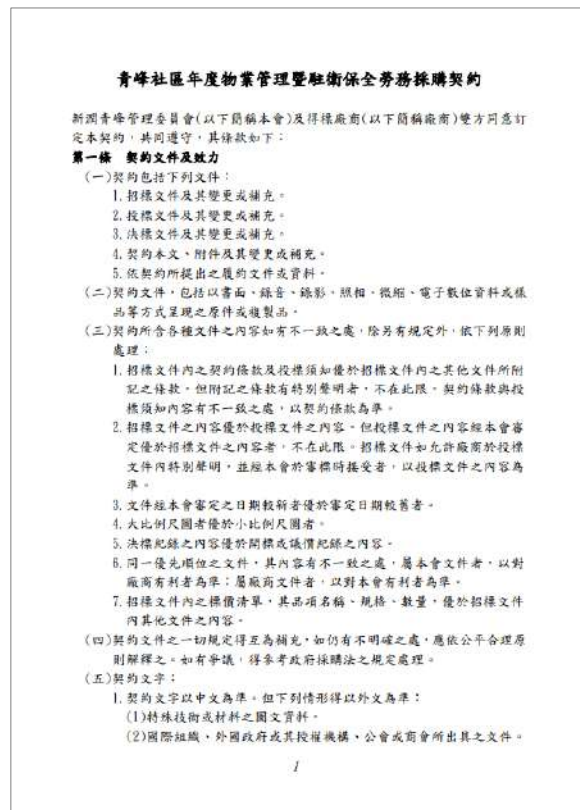 青峰社區年度物業管理暨駐衛保全勞務採購契約
新潤青峰管理委員會(以下簡稱本會)及得標廠商(以下簡稱廠商)雙方同意訂
定本契約，共同遵守，其條款如下：
第一條　契約文件及效力
(一)契約包括下列文件：
1.招標文件及其變更或補充。
2.投標文件及其變更或補充。
3.決標文件及其變更或補充。
4.契約本文、附件及其變更或補充。
5.依契約所提出之履約文件或資料。
(二)契約文件，包括以書面、錄音、錄影、照相、微縮、電子數位資料或樣
品等方式呈現之原件或複製品。
(三)契約所含各種文件之內容如有不一致之處，除另有規定外，依下列原則
處理：
1.招標文件內之契約條款及投標須知優於招標文件內之其他文件所附
記之條款。但附記之條款有特別聲明者，不在此限。契約條款與投
標須知內容有不一致之處，以契約條款為準。
2.招標文件之內容優於投標文件之內容。但投標文件之內容經本會審
定優於招標文件之內容者，不在此限。招標文件如允許廠商於投標
文件內特別聲明，並經本會於審標時接受者，以投標文件之內容為
準。
3.文件經本會審定之日期較新者優於審定日期較舊者。
4.大比例尺圖者優於小比例尺圖者。
5.決標紀錄之內容優於開標或議價紀錄之內容。
6.同一優先順位之文件，其內容有不一致之處，屬本會文件者，以對
廠商有利者為準；屬廠商文件者，以對本會有利者為準。
7.招標文件內之標價清單，其品項名稱、規格、數量，優於招標文件
內其他文件之內容。
(四)契約文件之一切規定得互為補充，如仍有不明確之處，應依公平合理原
則解釋之。如有爭議，得參考政府採購法之規定處理。
(五)契約文字：
1.契約文字以中文為準。但下列情形得以外文為準：
(1)特殊技術或材料之圖文資料。
(2)國際組織、外國政府或其授權機構、公會或商會所出具之文件。
1